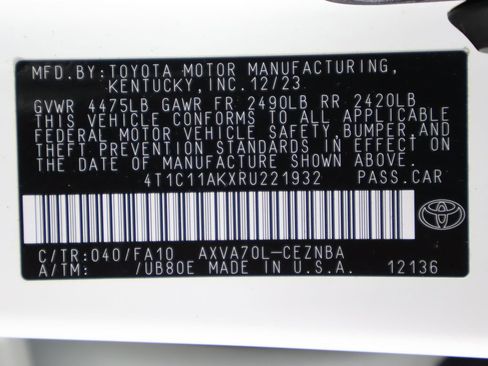 MFD.BY:TOYOTA MOTOR MANUFACTURING,
KENTUCKY,INC.12/23
GVWR 4475LB GAWR FR 2490LB RR 2420LB
THIS VEHICLE CONFORMS TO ALL APPLICABLE
FEDERAL MOTOR VEHICLE SAFETY,BUMPER,AND
THEFT PREVENTION STANDARDS IN EFFECT ON
THE DATE OF MANUFACTURE SHOWN ABOVE.
4T1C11AKXRU221932 PASS.CAR
C/TR:040/FA10 AXVA70L-CEZNBA
A/TM: /UB80E MADE IN U.S.A. 12136